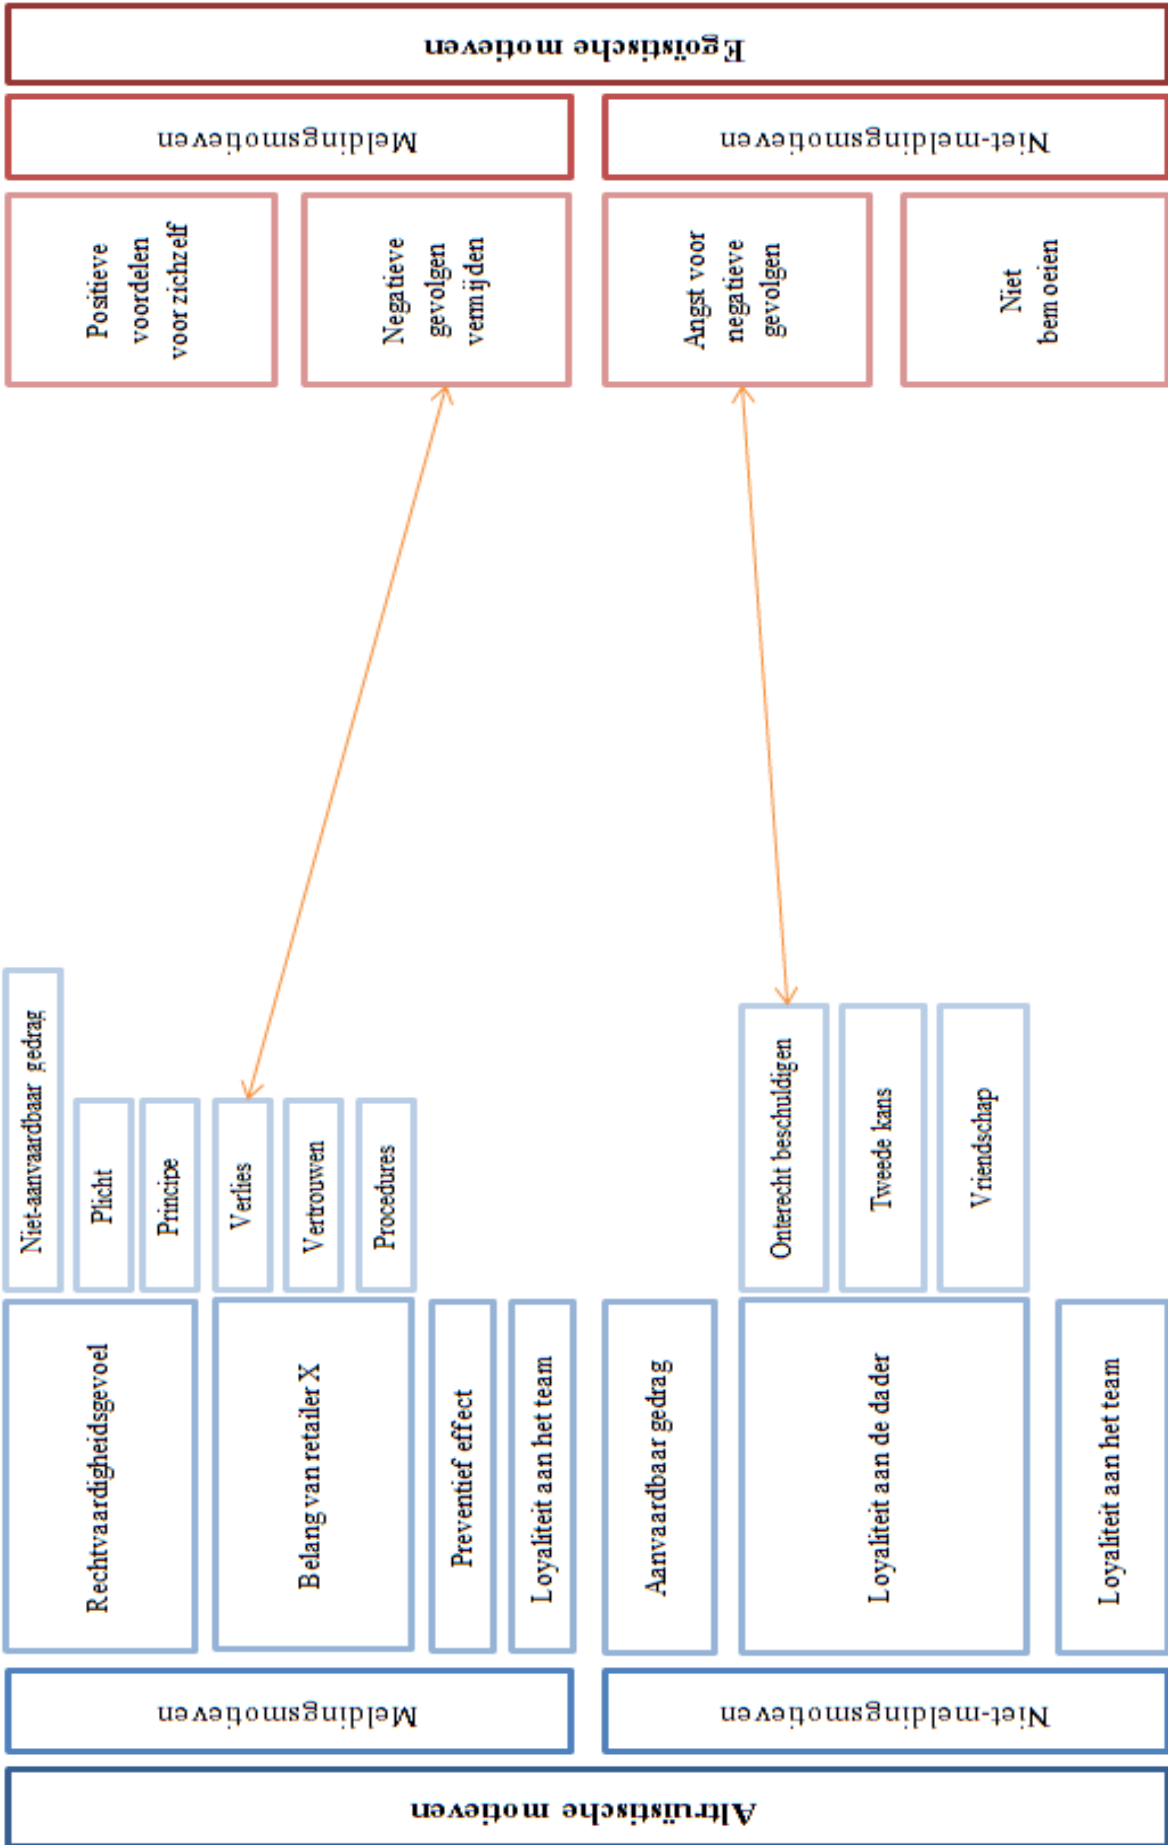 Altruïstische motieven
Meldingsmotieven
Rechtvaardigheidsgevoel
Niet-aanvaardbaar gedrag
Plicht
Principe
Belang van retailer X
Verlies
Vertrouwen
Procedures
Preventief effect
Loyaliteit aan het team
Niet-meldingsmotieven
Aanvaardbaar gedrag
Loyaliteit aan de dader
Onterecht beschuldigen
Tweede kans
Vriendschap
Loyaliteit aan het team
Egoïstische motieven
Meldingsmotieven
Positieve
voordelen
voor zichzelf
Negatieve
gevolgen
vermijden
Niet-meldingsmotieven
Angst voor
negatieve
gevolgen
Niet
bemoeien